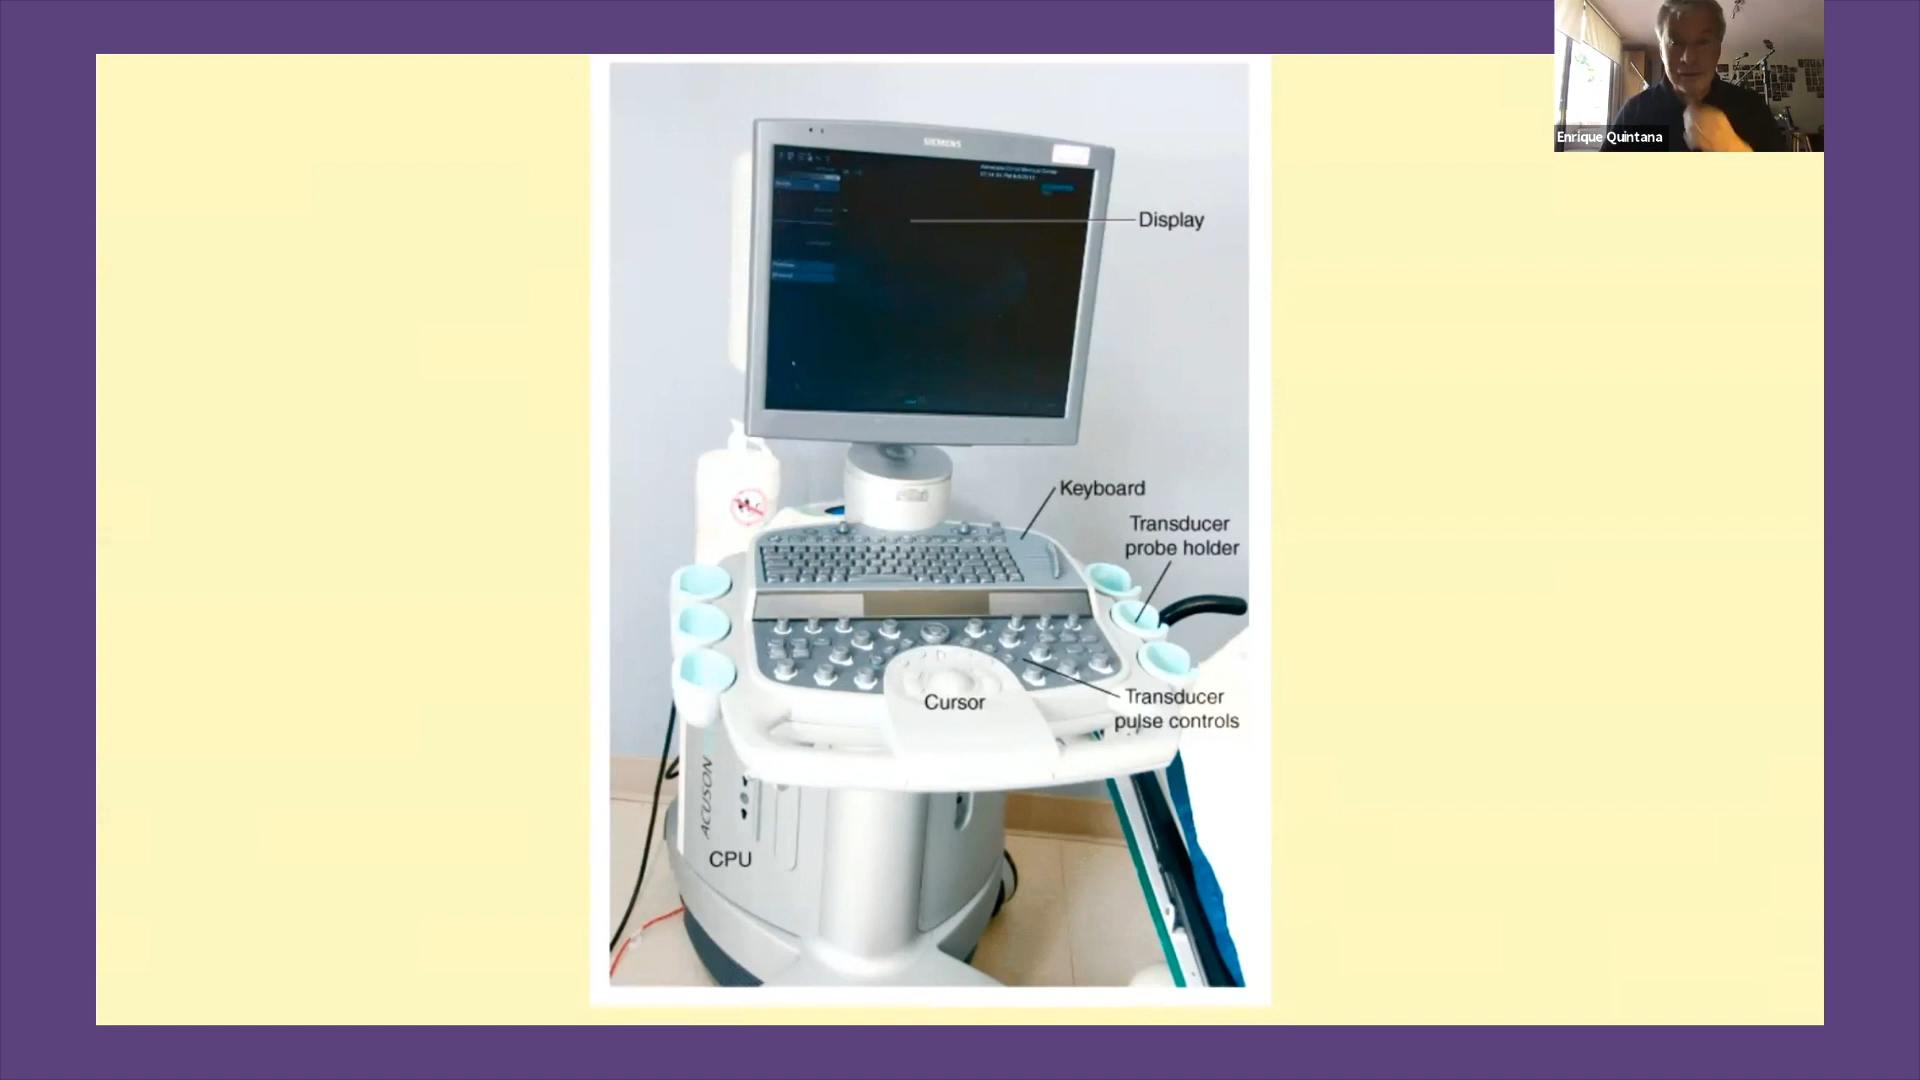 Enrique Quintana
SIEMENS
Display
Keyboard
Transducer
probe holder
Transducer
pulse controls
Cursor
ACUSON
CPU